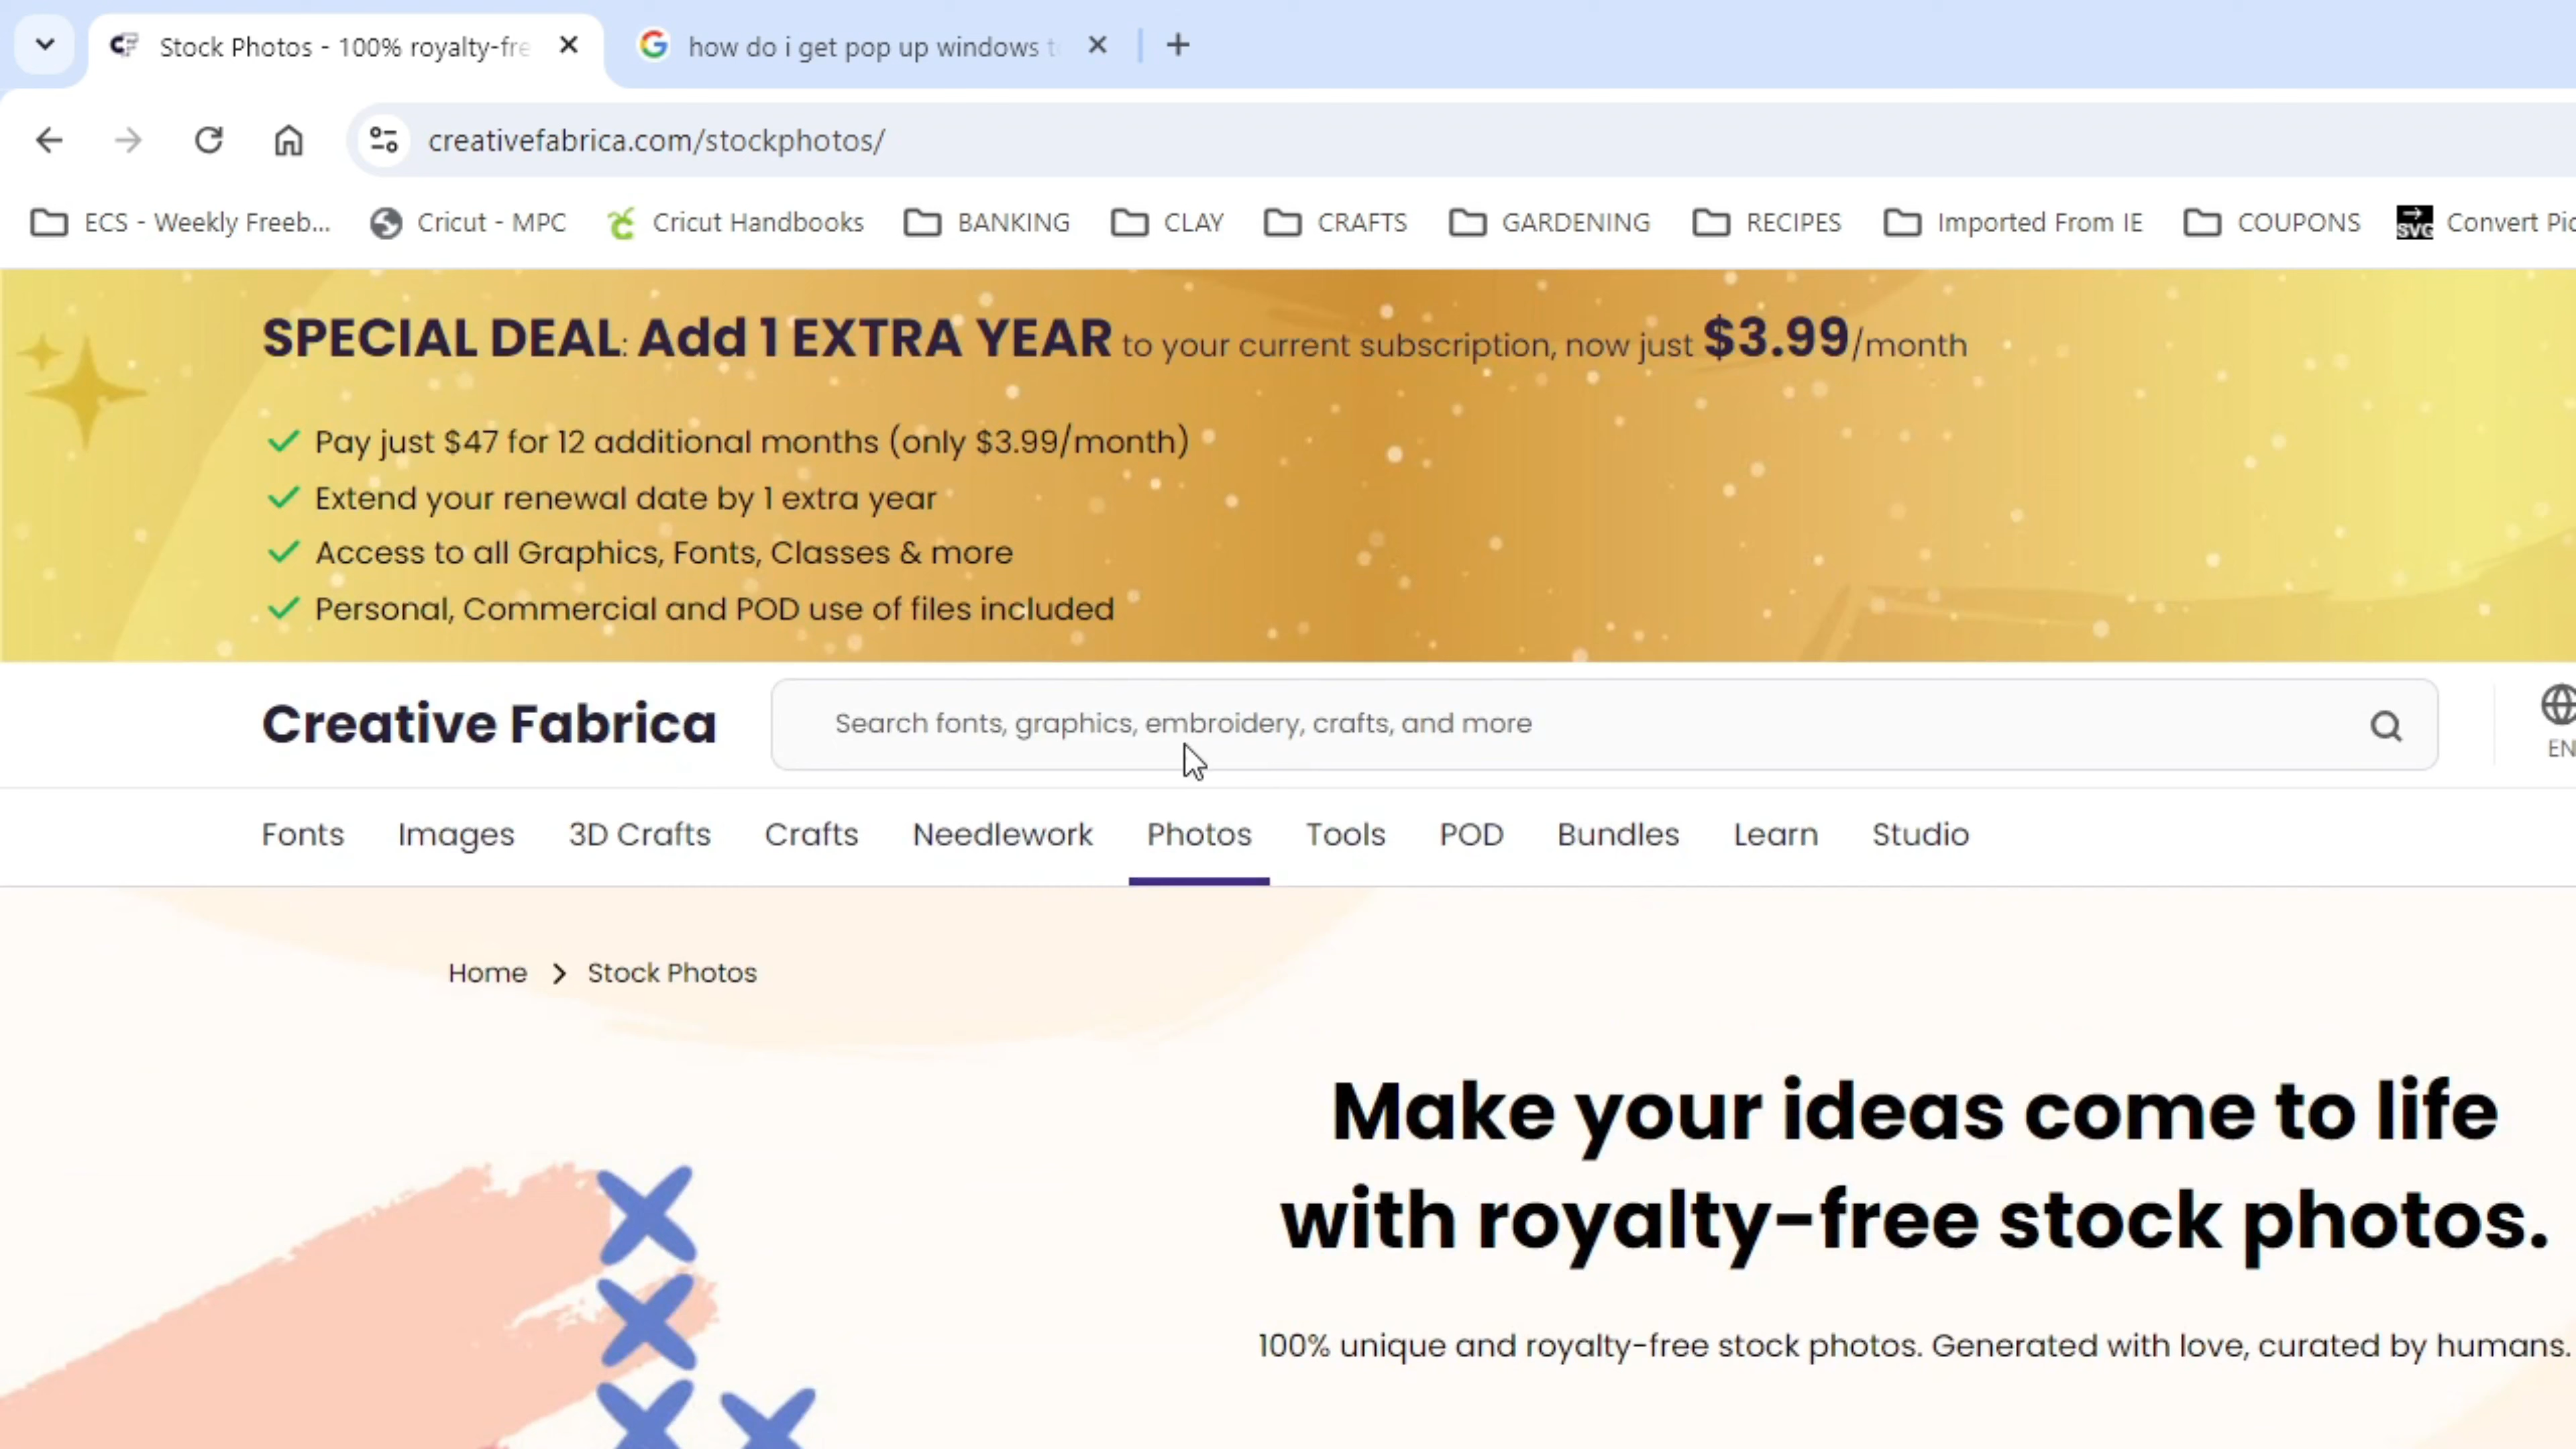 Stock Photos - 100% royalty-fre
how do i get pop up windows t
creativefabrica.com/stockphotos/
ECS - Weekly Freeb... Cricut - MPC Cricut Handbooks BANKING CLAY CRAFTS GARDENING RECIPES Imported From IE COUPONS SVG Convert Pic
SPECIAL DEAL: Add 1 EXTRA YEAR to your current subscription, now just $3.99/month
Pay just $47 for 12 additional months (only $3.99/month)
Extend your renewal date by 1 extra year
Access to all Graphics, Fonts, Classes & more
Personal, Commercial and POD use of files included
Creative Fabrica
Search fonts, graphics, embroidery, crafts, and more
EN
Fonts Images 3D Crafts Crafts Needlework Photos Tools POD Bundles Learn Studio
Home > Stock Photos
Make your ideas come to life
with royalty-free stock photos.
100% unique and royalty-free stock photos. Generated with love, curated by humans.